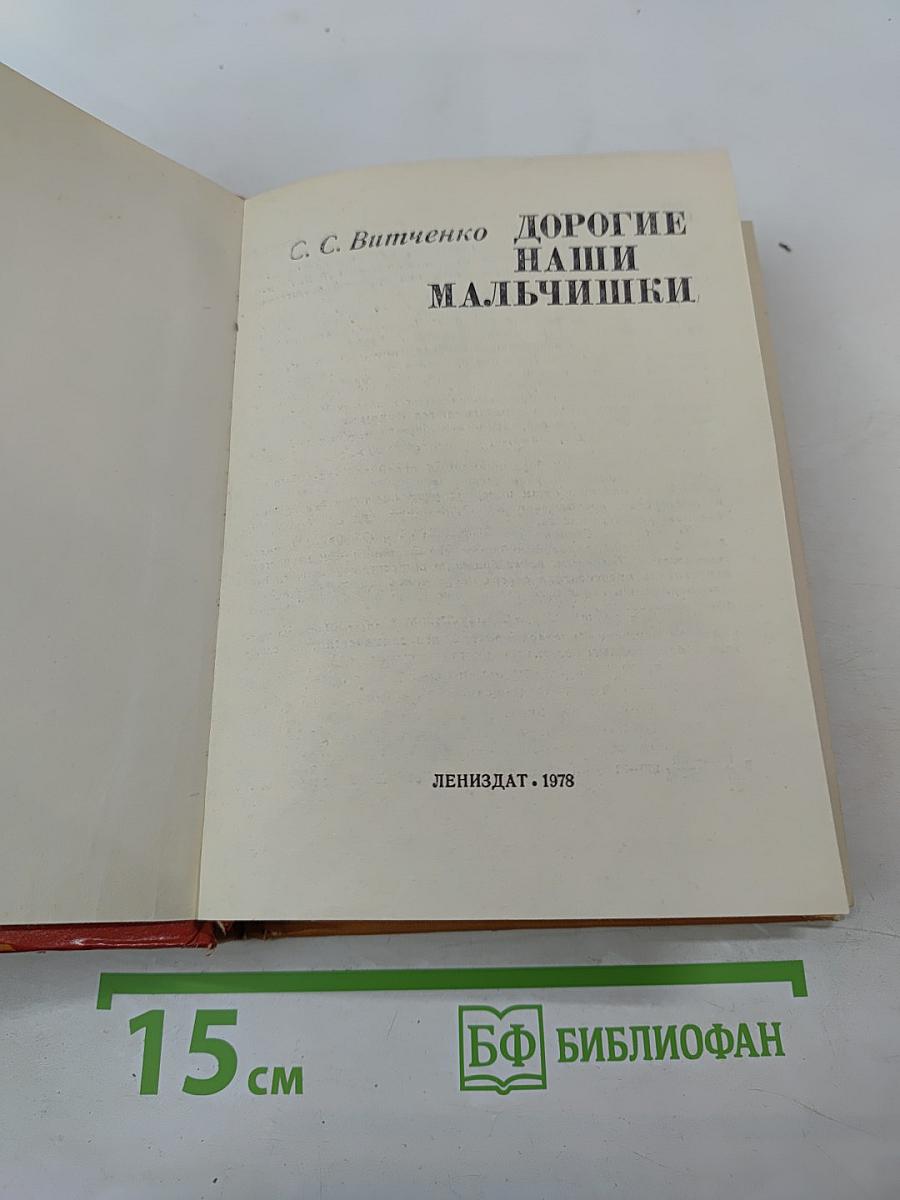 С. С. Витченко
ДОРОГИЕ
НАШИ
МАЛЬЧИШКИ
ЛЕНИЗДАТ • 1978
15 см
БФ БИБЛИОФАН